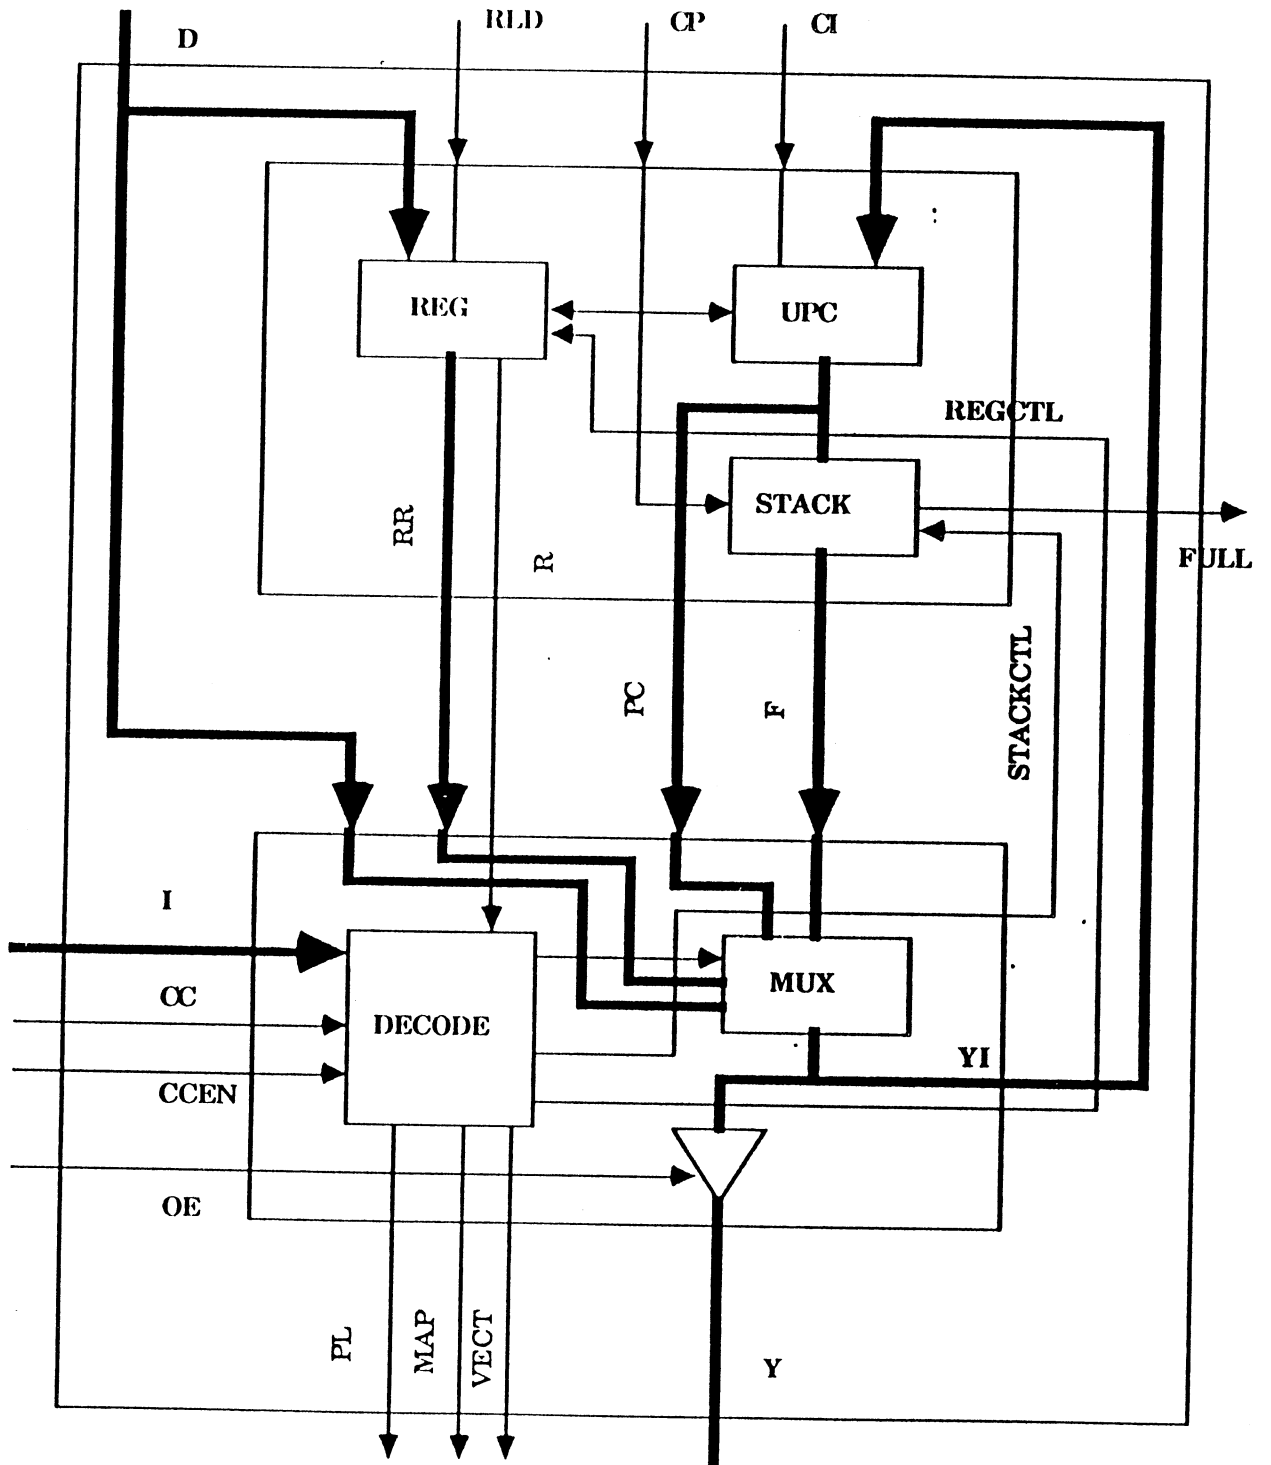 D
RLD
CP
CI
REG
UPC
REGCTL
STACK
RR
R
FULL
PC
F
STACKCTL
I
CC
MUX
DECODE
YI
CCEN
OE
PL
MAP
VECT
Y